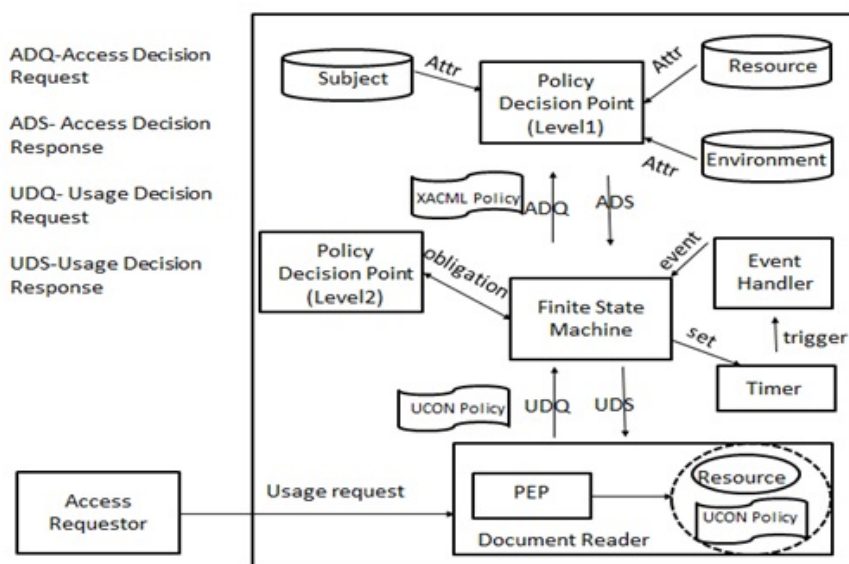 ADQ-Access Decision
Request
ADS- Access Decision
Response
UDQ- Usage Decision
Request
UDS-Usage Decision
Response
Subject
Attr
Policy
Decision Point
(Level1)
Attr
Resource
Attr
Environment
XACML Policy
ADQ
ADS
Policy
Decision Point
(Level2)
obligation
Finite State
Machine
event
Event
Handler
set
trigger
Timer
UCON Policy
UDQ
UDS
Access
Requestor
Usage request
PEP
Resource
UCON Policy
Document Reader